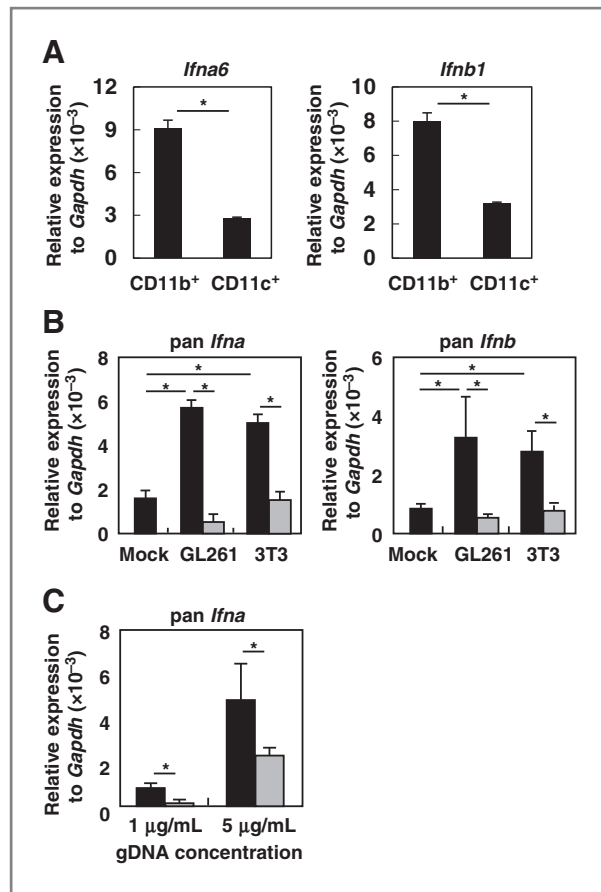 A
Ifna6
Relative expression
to Gapdh (×10⁻³)
12
9
6
3
0
*
CD11b⁺ CD11c⁺
Ifnb1
Relative expression
to Gapdh (×10⁻³)
10
8
6
4
2
0
*
CD11b⁺ CD11c⁺
B
pan Ifna
Relative expression
to Gapdh (×10⁻³)
8
6
4
2
0
*
* *
*
Mock GL261 3T3
pan Ifnb
Relative expression
to Gapdh (×10⁻³)
6
4
2
0
*
* *
*
Mock GL261 3T3
C
pan Ifna
Relative expression
to Gapdh (×10⁻³)
8
6
4
2
0
*
*
1 μg/mL 5 μg/mL
gDNA concentration